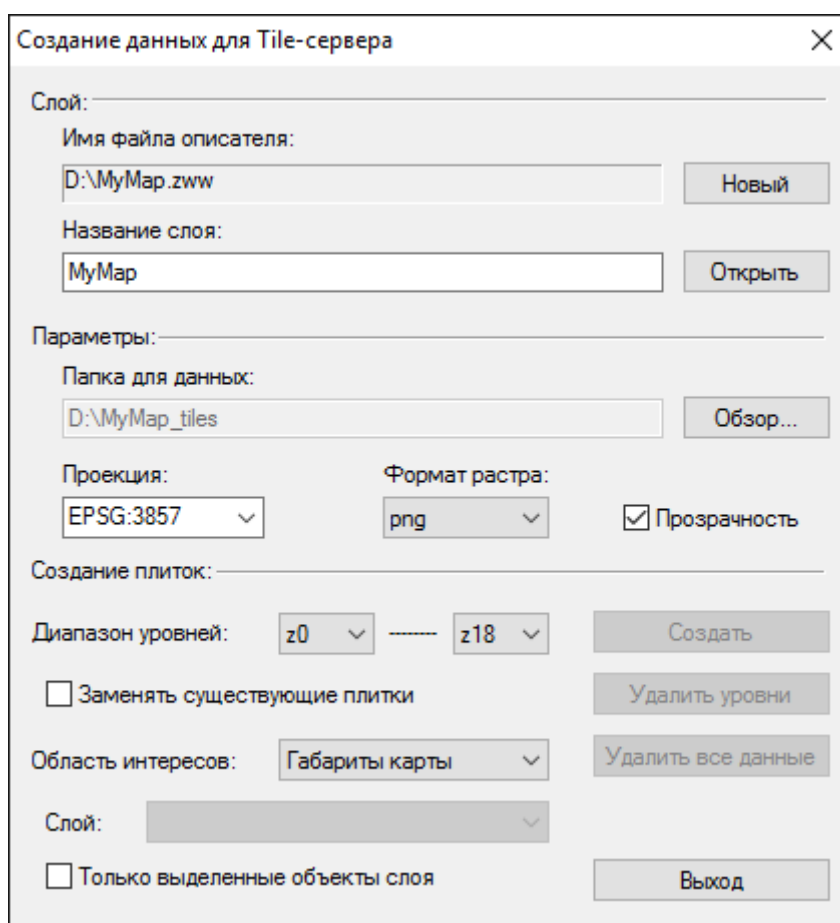 Создание данных для Tile-сервера
Слой:
Имя файла описателя:
D:\MyMap.zww
Новый
Название слоя:
MyMap
Открыть
Параметры:
Папка для данных:
D:\MyMap_tiles
Обзор...
Проекция:
Формат растра:
EPSG:3857
png
Прозрачность
Создание плиток:
Диапазон уровней:
z0
--------
z18
Создать
Заменять существующие плитки
Удалить уровни
Область интересов:
Габариты карты
Удалить все данные
Слой:
Только выделенные объекты слоя
Выход